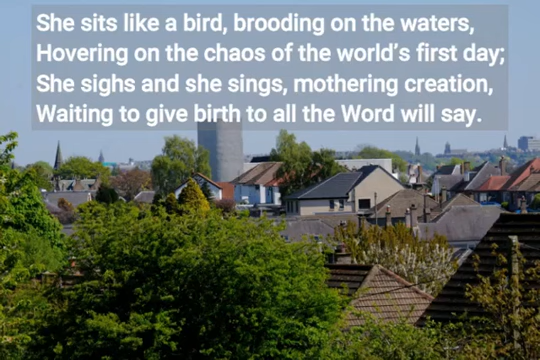 She sits like a bird, brooding on the waters,
Hovering on the chaos of the world’s first day;
She sighs and she sings, mothering creation,
Waiting to give birth to all the Word will say.